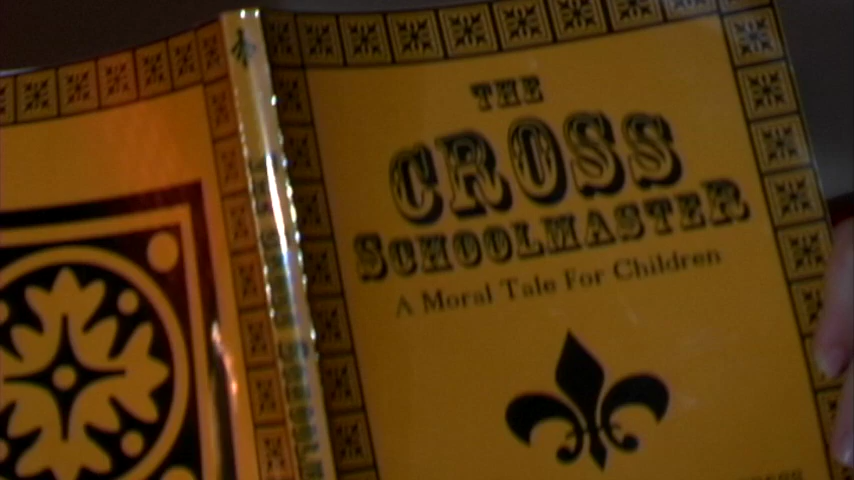 THE
CROSS
SCHOOLMASTER
A Moral Tale For Children